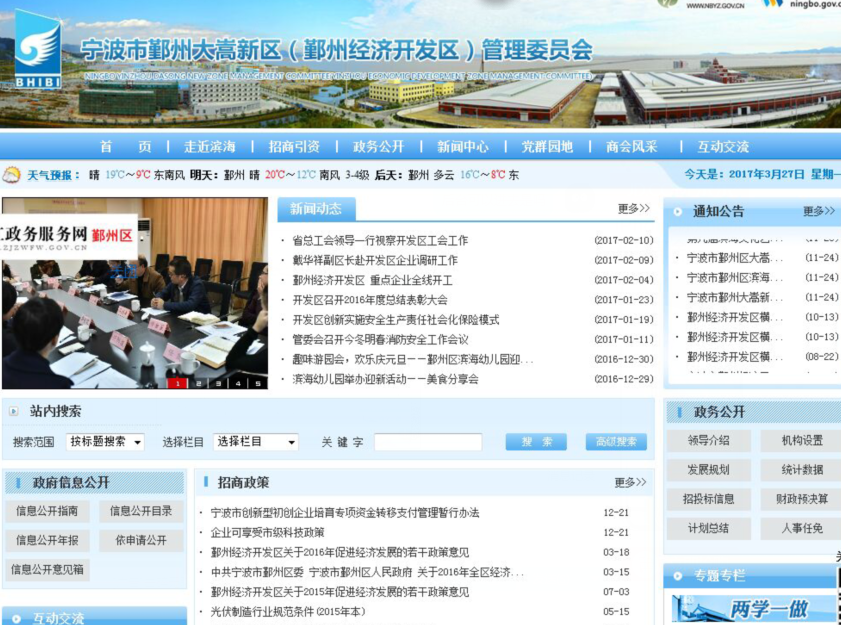 WWW.NBYZ.GOV.CN
ningbo.gov.c
BHIBI
宁波市鄞州大嵩新区（鄞州经济开发区）管理委员会
NINGBO YINZHOU DASONG NEW ZONE MANAGEMENT COMMITTEE(YINZHOU ECONOMIC DEVELOPMENT ZONE MANAGEMENT COMMITTEE)
首 页 | 走近滨海 | 招商引资 | 政务公开 | 新闻中心 | 党群园地 | 商会风采 | 互动交流
天气预报： 晴 19℃～9℃ 东南风 明天： 鄞州 晴 20℃～12℃ 南风 3-4级 后天： 鄞州 多云 16℃～8℃ 东
今天是：2017年3月27日 星期一
江政务服务网 鄞州区
ZJZWFW.GOV.CN
1 2 3 4 5
新闻动态 更多>>
· 省总工会领导一行视察开发区工会工作 (2017-02-10)
· 戴华祥副区长赴开发区企业调研工作 (2017-02-09)
· 鄞州经济开发区 重点企业全线开工 (2017-02-04)
· 开发区召开2016年度总结表彰大会 (2017-01-23)
· 开发区创新实施安全生产责任社会化保险模式 (2017-01-19)
· 管委会召开今冬明春消防安全工作会议 (2017-01-11)
· 趣味游园会，欢乐庆元旦－－鄞州区滨海幼儿园迎... (2016-12-30)
· 滨海幼儿园举办迎新活动－－美食分享会 (2016-12-29)
通知公告 更多>>
· 宁波市鄞州区大嵩... (11-24)
· 宁波市鄞州区滨海... (11-24)
· 宁波市鄞州大嵩新... (11-24)
· 鄞州经济开发区横... (10-13)
· 鄞州经济开发区横... (10-13)
· 鄞州经济开发区横... (08-22)
站内搜索
搜索范围 按标题搜索 选择栏目 选择栏目 关 键 字 搜 索 高级搜索
政务公开
领导介绍 机构设置
发展规划 统计数据
招投标信息 财政预决算
计划总结 人事任免
政府信息公开
信息公开指南 信息公开目录
信息公开年报 依申请公开
信息公开意见箱
互动交流
招商政策 更多>>
· 宁波市创新型初创企业培育专项资金转移支付管理暂行办法 12-21
· 企业可享受市级科技政策 12-21
· 鄞州经济开发区关于2016年促进经济发展的若干政策意见 03-18
· 中共宁波市鄞州区委 宁波市鄞州区人民政府 关于2016年全区经济... 03-15
· 鄞州经济开发区关于2015年促进经济发展的若干政策意见 07-03
· 光伏制造行业规范条件(2015年本) 05-15
专题专栏
两学一做